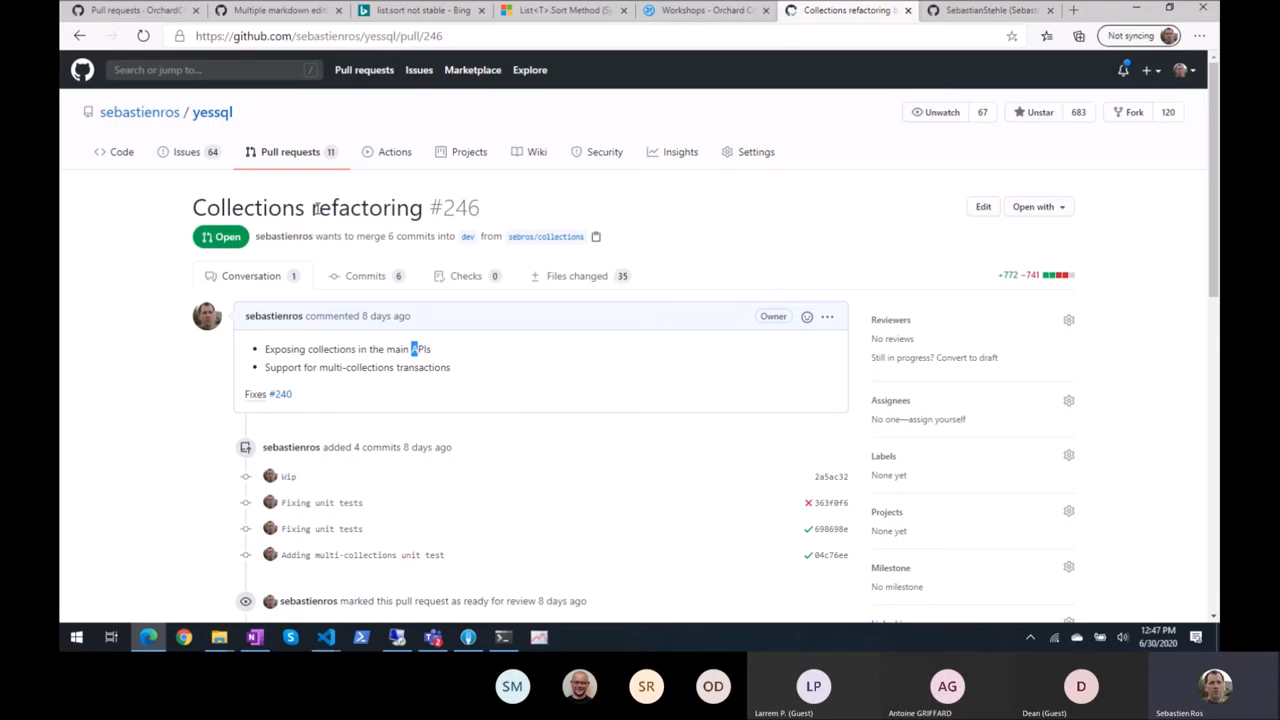 Pull requests · OrchardC
Multiple markdown edit
list.sort not stable - Bing
List<T>.Sort Method (Sy
Workshops - Orchard C
Collections refactoring b
SebastianStehle (Sebasti
https://github.com/sebastienros/yessql/pull/246
Not syncing
Search or jump to...
/
Pull requests
Issues
Marketplace
Explore
sebastienros / yessql
Unwatch 67
Unstar 683
Fork 120
Code
Issues 64
Pull requests 11
Actions
Projects
Wiki
Security
Insights
Settings
Collections refactoring #246
Edit
Open with
Open
sebastienros wants to merge 6 commits into dev from sebros/collections
Conversation 1
Commits 6
Checks 0
Files changed 35
+772 −741
sebastienros commented 8 days ago
Owner
• Exposing collections in the main APIs
• Support for multi-collections transactions
Fixes #240
Reviewers
No reviews
Still in progress? Convert to draft
Assignees
No one—assign yourself
Labels
None yet
Projects
None yet
Milestone
No milestone
sebastienros added 4 commits 8 days ago
Wip 2a5ac32
Fixing unit tests 363f0f6
Fixing unit tests 698698e
Adding multi-collections unit test 04c76ee
sebastienros marked this pull request as ready for review 8 days ago
12:47 PM
6/30/2020
SM
SR
OD
LP
Larrem P. (Guest)
AG
Antoine GRIFFARD
D
Dean (Guest)
Sebastien Ros